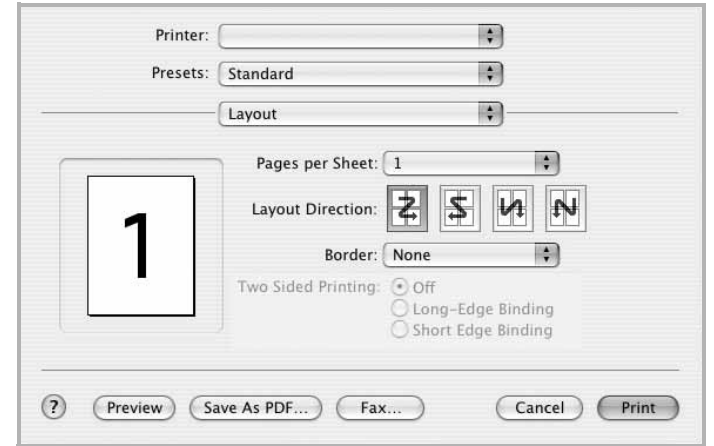 Printer:
Presets: Standard
Layout
Pages per Sheet: 1
1
Layout Direction:
Border: None
Two Sided Printing: Off
Long-Edge Binding
Short Edge Binding
? Preview Save As PDF... Fax... Cancel Print